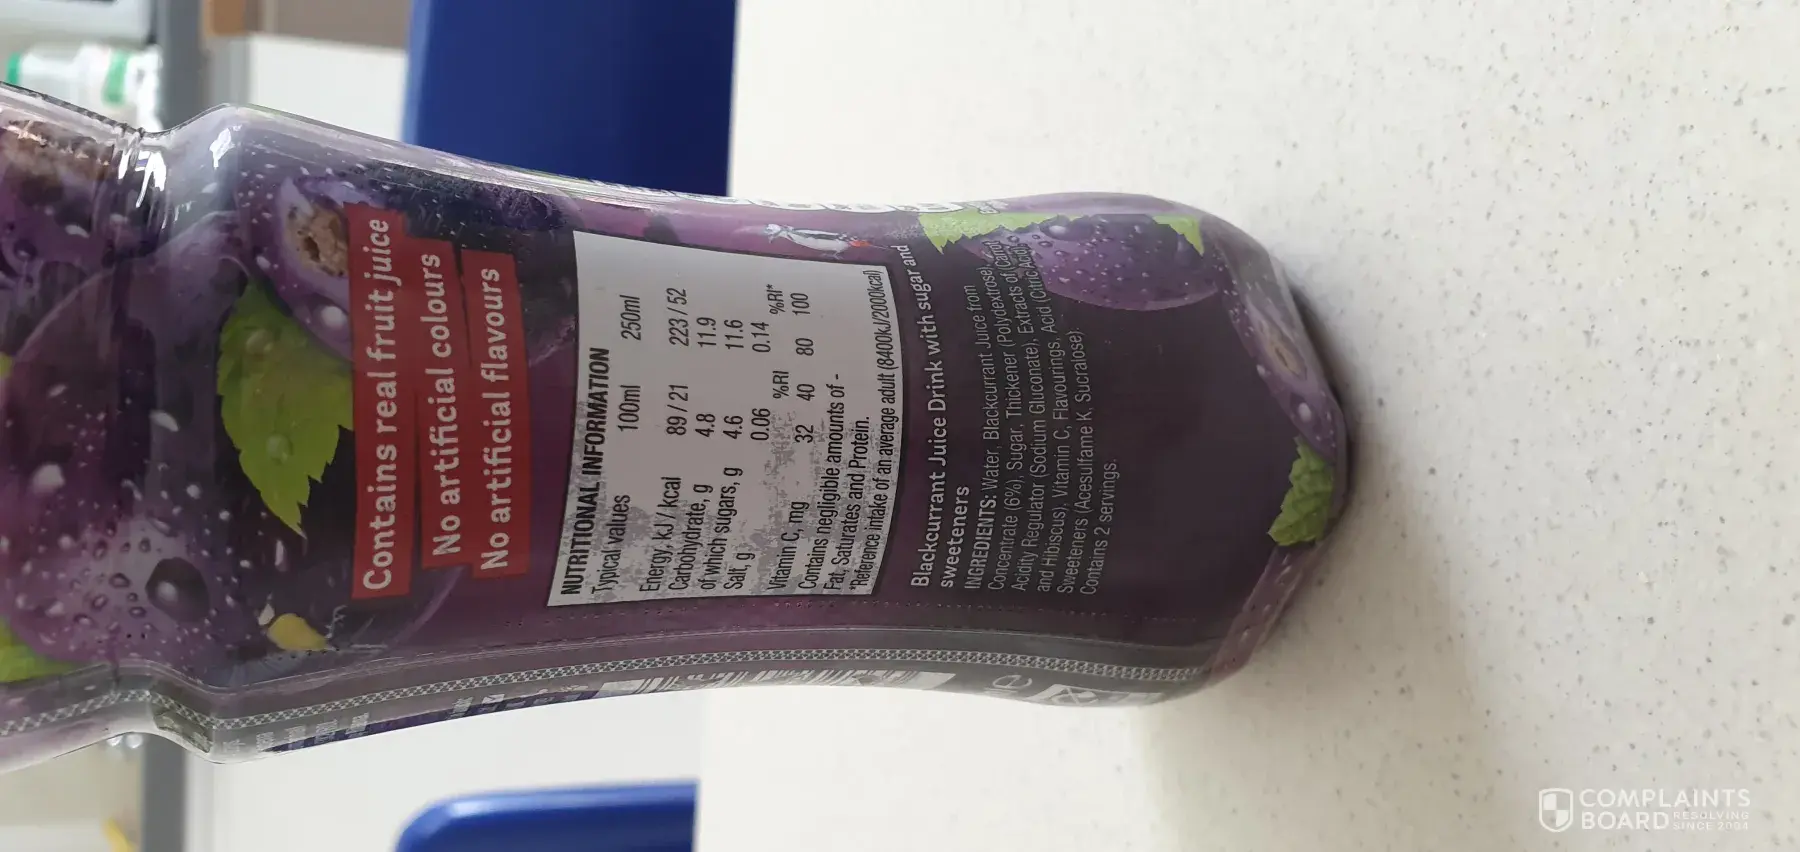 Contains real fruit juice
No artificial colours
No artificial flavours
NUTRITIONAL INFORMATION
Typical values 100ml 250ml
Energy, kJ / kcal 89 / 21 223 / 52
Carbohydrate, g 4.8 11.9
of which sugars, g 4.6 11.6
Salt, g 0.06 0.14
%RI %RI*
Vitamin C, mg 32 40 80 100
Contains negligible amounts of -
Fat, Saturates and Protein.
*Reference intake of an average adult (8400kJ/2000kcal)
Blackcurrant Juice Drink with sugar and
sweeteners
INGREDIENTS: Water, Blackcurrant Juice from
Concentrate (6%), Sugar, Thickener (Polydextrose),
Acidity Regulator (Sodium Gluconate), Extracts of (Carrot
and Hibiscus), Vitamin C, Flavourings, Acid (Citric Acid),
Sweeteners (Acesulfame K, Sucralose).
Contains 2 servings.
COMPLAINTS
BOARD RESOLVING
SINCE 2004